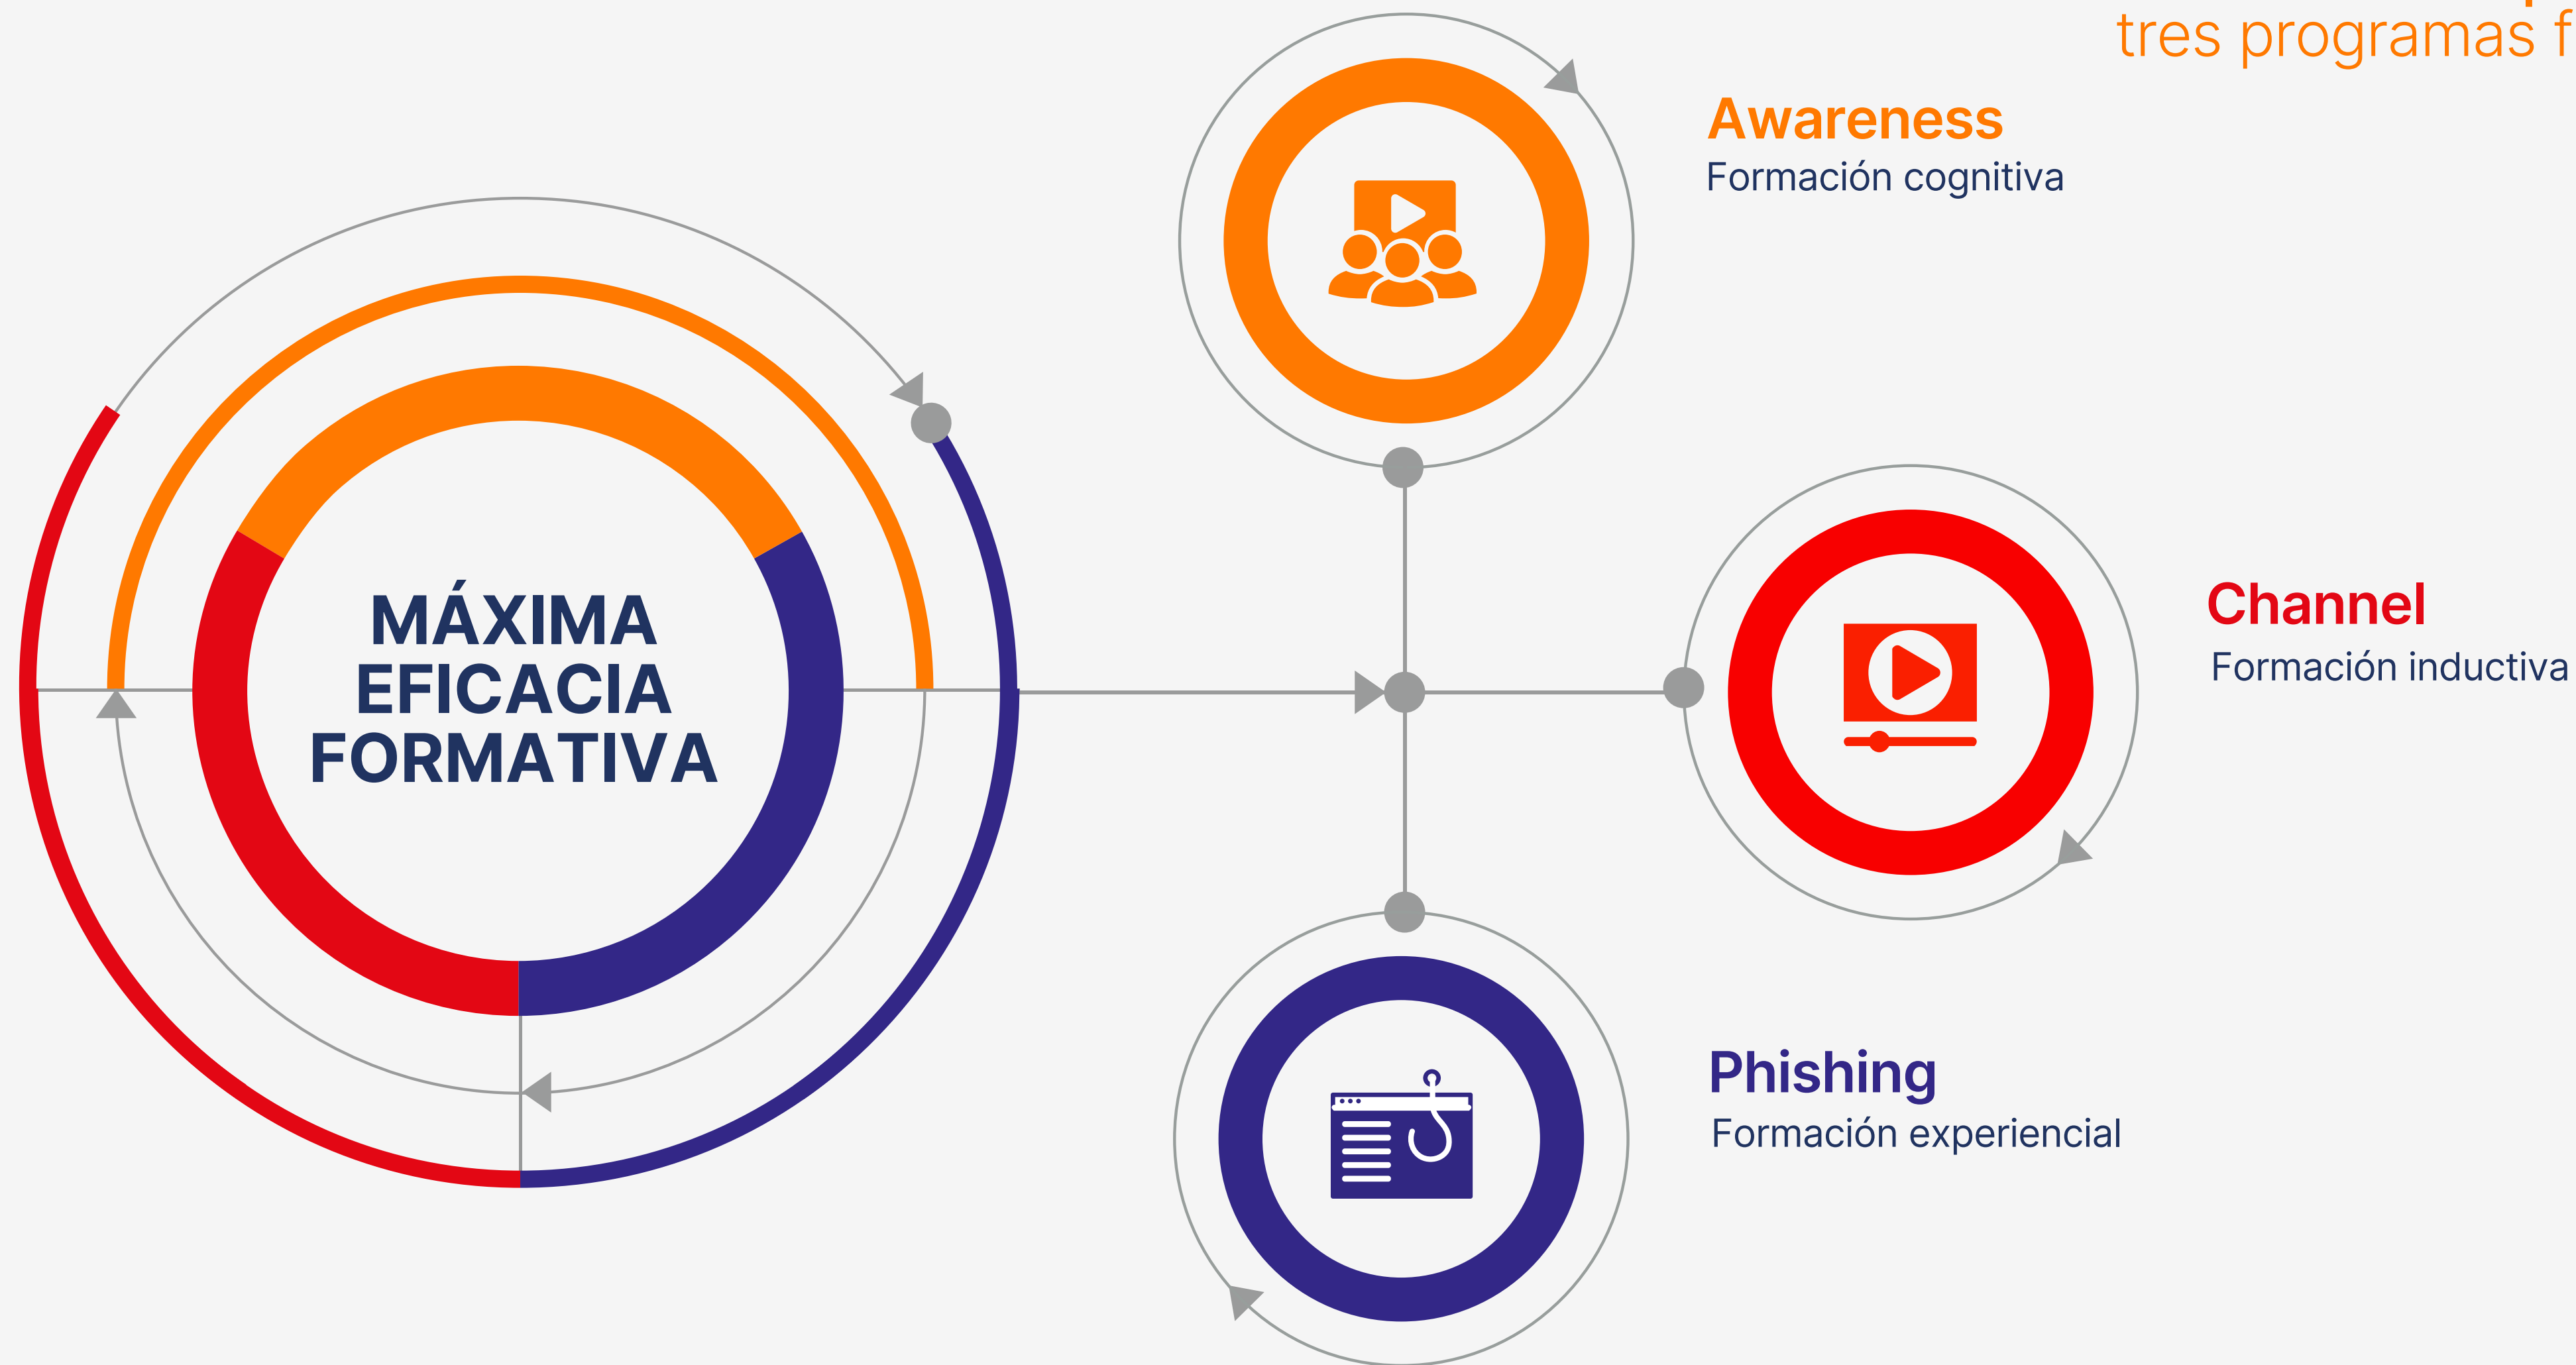 tres programas f
Awareness
Formación cognitiva
MÁXIMA
EFICACIA
FORMATIVA
Channel
Formación inductiva
Phishing
Formación experiencial